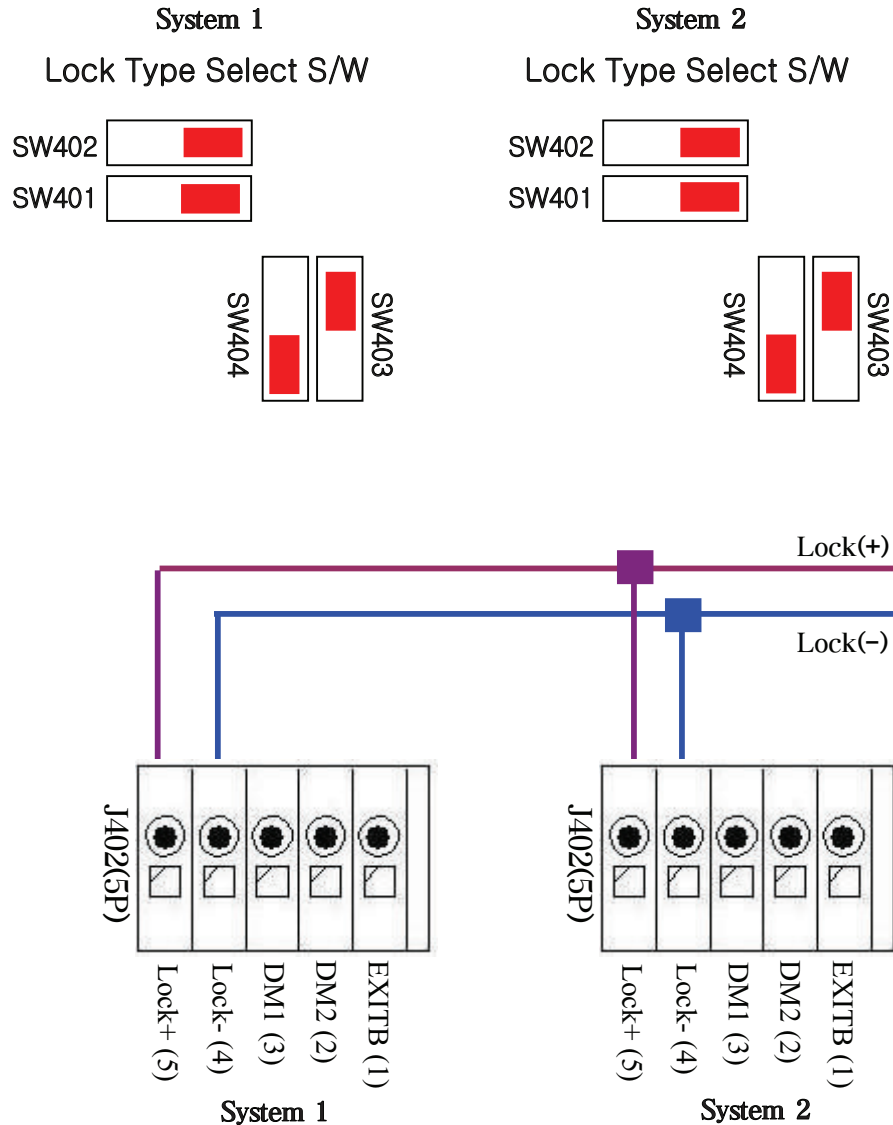 System 1
Lock Type Select S/W
SW402
SW401
SW404
SW403
System 2
Lock Type Select S/W
SW402
SW401
SW404
SW403
Lock(+)
Lock(-)
J402(5P)
Lock+ (5)
Lock- (4)
DM1 (3)
DM2 (2)
EXITB (1)
System 1
J402(5P)
Lock+ (5)
Lock- (4)
DM1 (3)
DM2 (2)
EXITB (1)
System 2